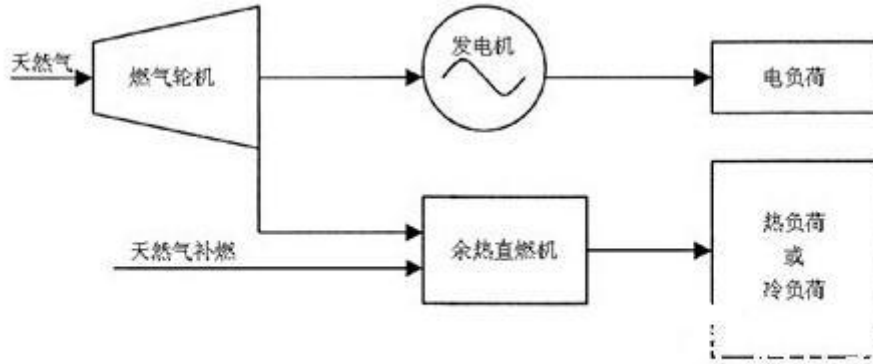 天然气
燃气轮机
发电机
电负荷
天然气补燃
余热直燃机
热负荷
或
冷负荷